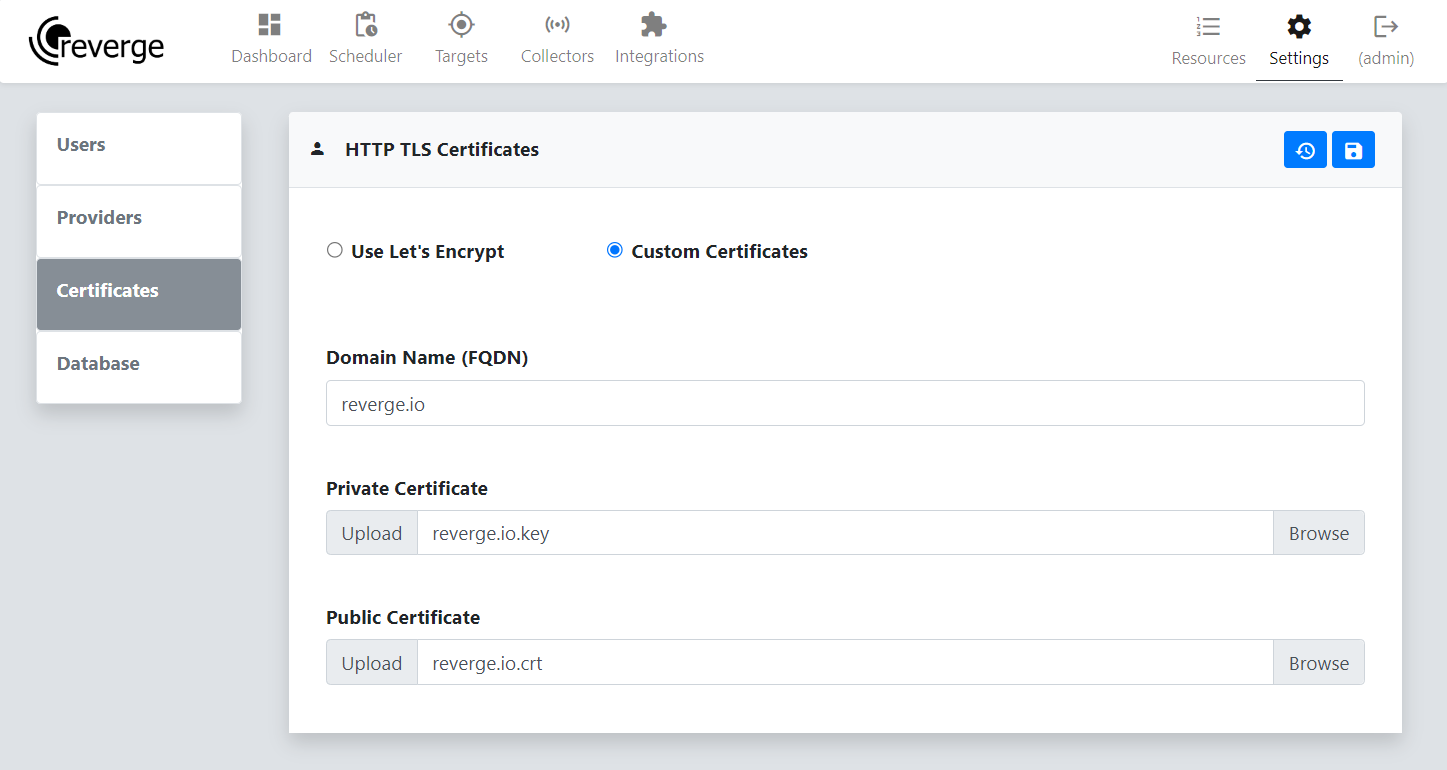 reverge
Dashboard
Scheduler
Targets
Collectors
Integrations
Resources
Settings
(admin)
Users
Providers
Certificates
Database
HTTP TLS Certificates
Use Let's Encrypt
Custom Certificates
Domain Name (FQDN)
reverge.io
Private Certificate
Upload reverge.io.key Browse
Public Certificate
Upload reverge.io.crt Browse